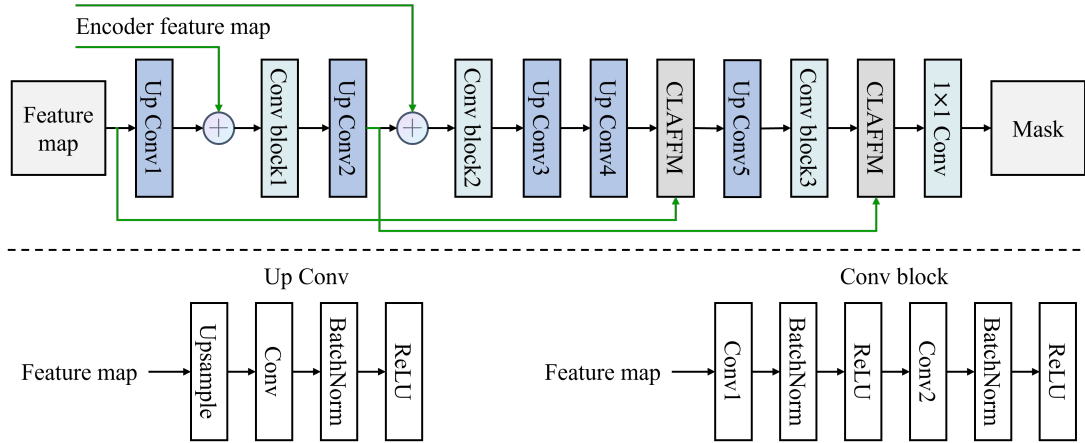 Encoder feature map
Feature
map
Up Conv1
+
Conv block1
Up Conv2
+
Conv block2
Up Conv3
Up Conv4
CLAFFM
Up Conv5
Conv block3
CLAFFM
1×1 Conv
Mask
Up Conv
Feature map
Upsample
Conv
BatchNorm
ReLU
Conv block
Feature map
Conv1
BatchNorm
ReLU
Conv2
BatchNorm
ReLU